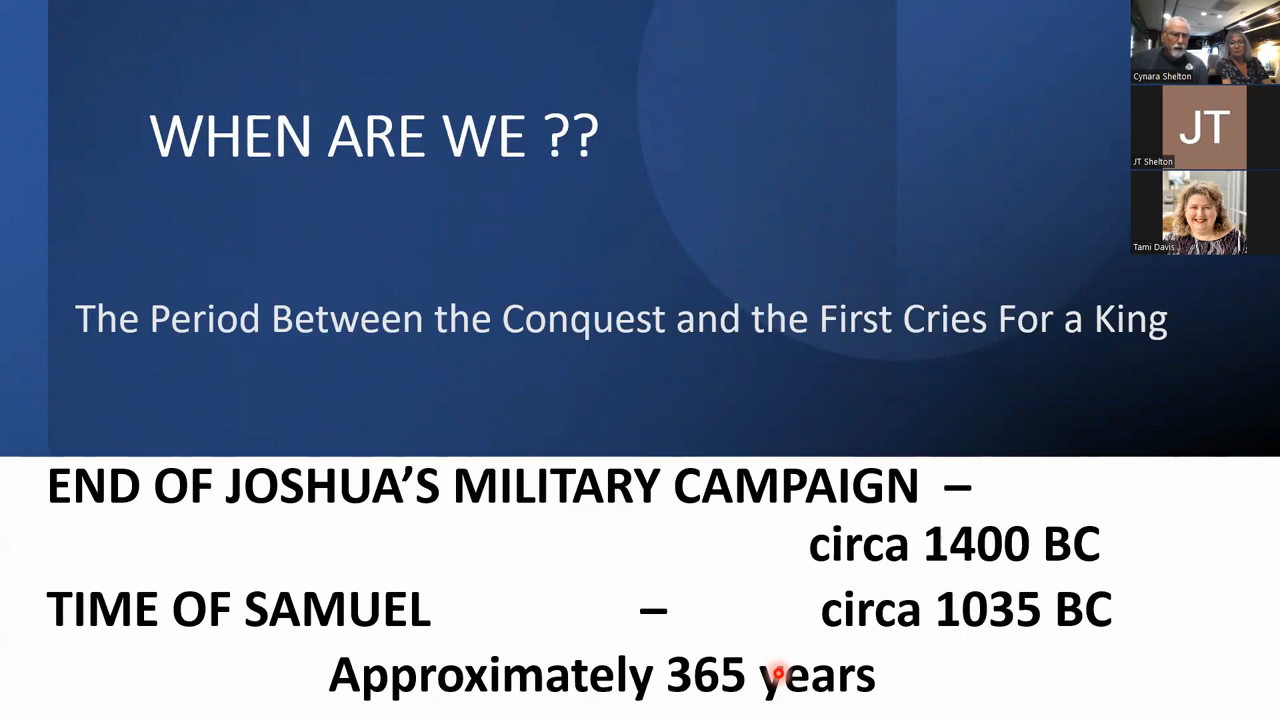 WHEN ARE WE ??
The Period Between the Conquest and the First Cries For a King
END OF JOSHUA’S MILITARY CAMPAIGN –
circa 1400 BC
TIME OF SAMUEL – circa 1035 BC
Approximately 365 years
Cynara Shelton
JT
JT Shelton
Tami Davis